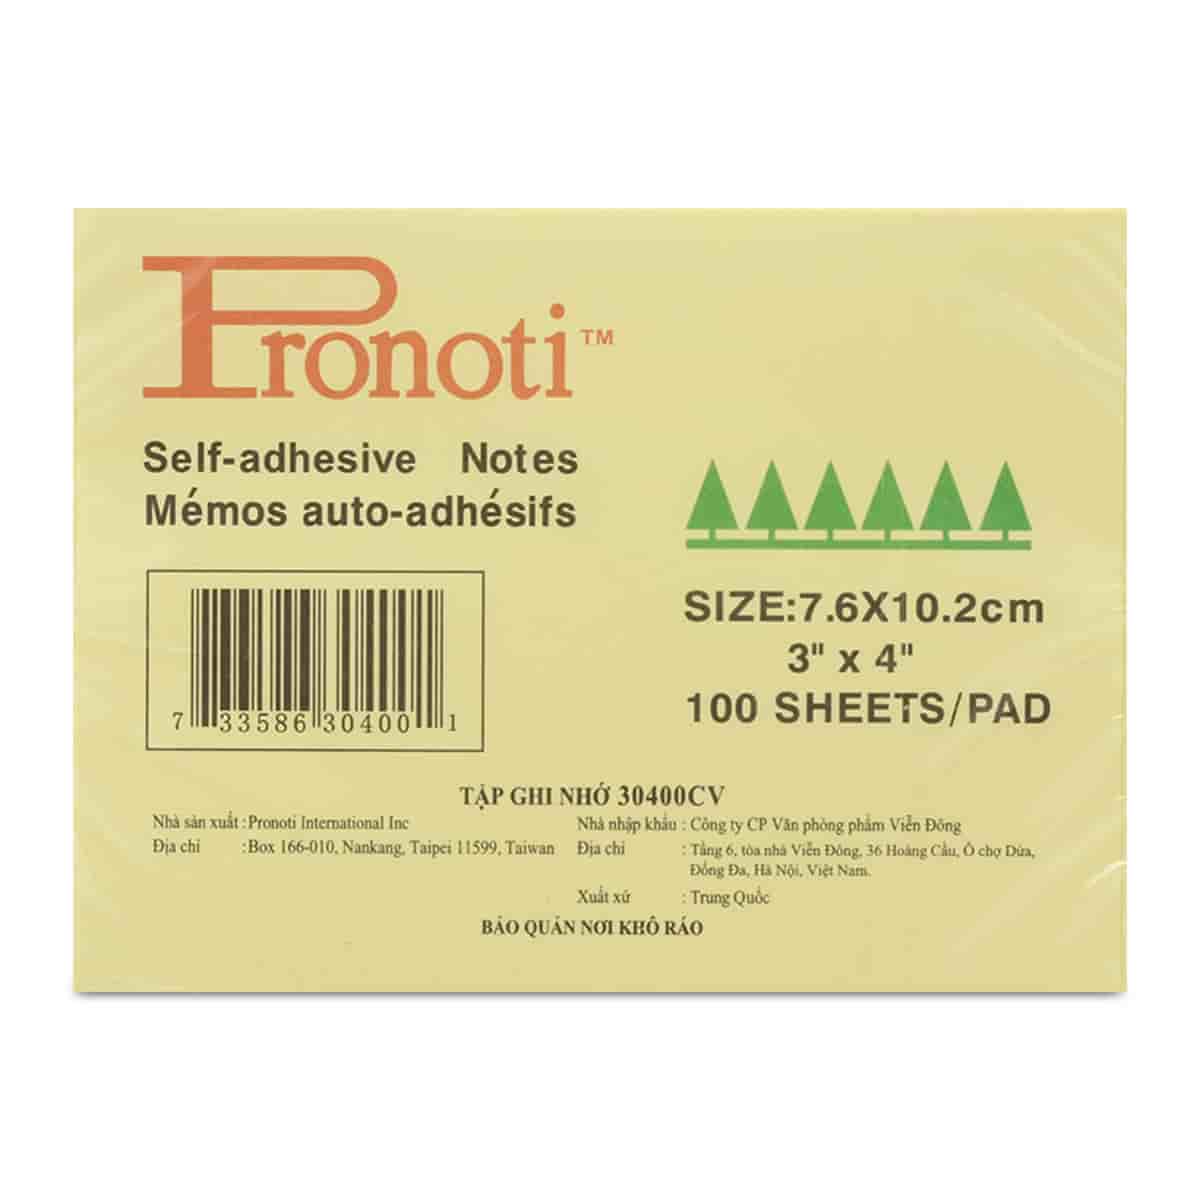 Pronoti™
Self-adhesive Notes
Mémos auto-adhésifs
SIZE:7.6X10.2cm
3" x 4"
100 SHEETS/PAD
7 33586 30400 1
TẬP GHI NHỚ 30400CV
Nhà sản xuất : Pronoti International Inc
Địa chỉ : Box 166-010, Nankang, Taipei 11599, Taiwan
Nhà nhập khẩu : Công ty CP Văn phòng phẩm Viễn Đông
Địa chỉ : Tầng 6, tòa nhà Viễn Đông, 36 Hoàng Cầu, Ô chợ Dừa,
Đống Đa, Hà Nội, Việt Nam.
Xuất xứ : Trung Quốc
BẢO QUẢN NƠI KHÔ RÁO